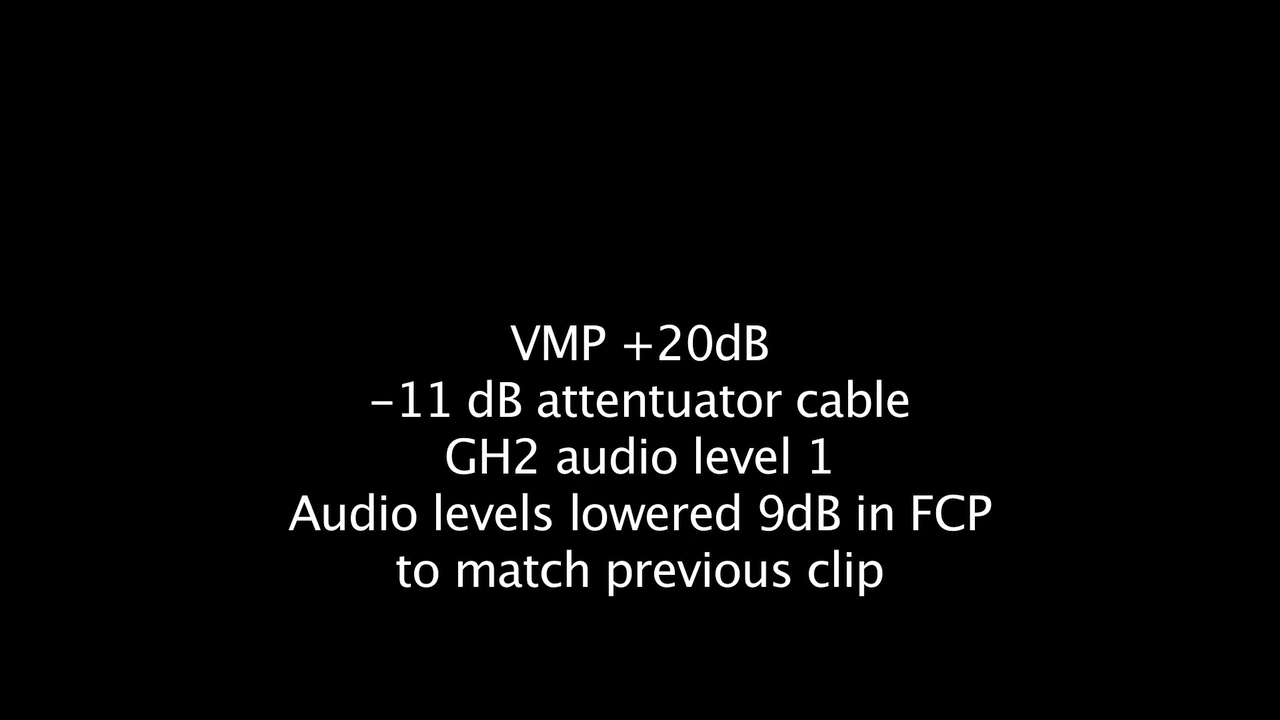 VMP +20dB
-11 dB attentuator cable
GH2 audio level 1
Audio levels lowered 9dB in FCP
to match previous clip